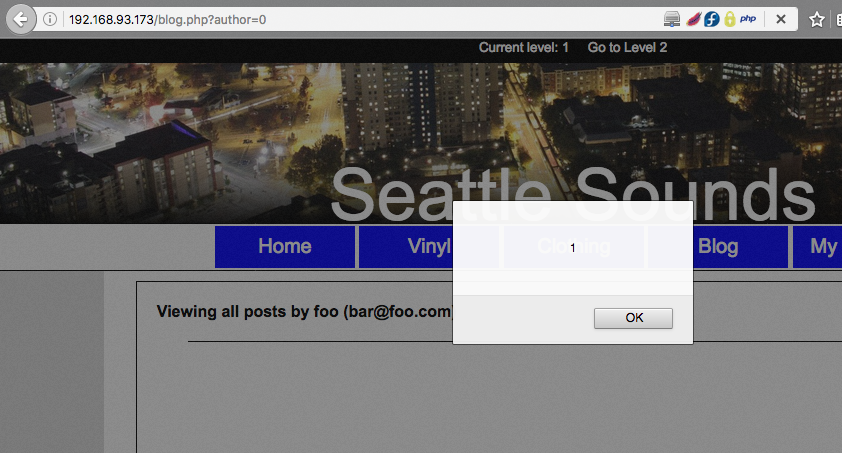 192.168.93.173/blog.php?author=0
php
Current level: 1 Go to Level 2
Seattle Sounds
Home Vinyl Clothing Blog My
1
Viewing all posts by foo (bar@foo.com)
OK